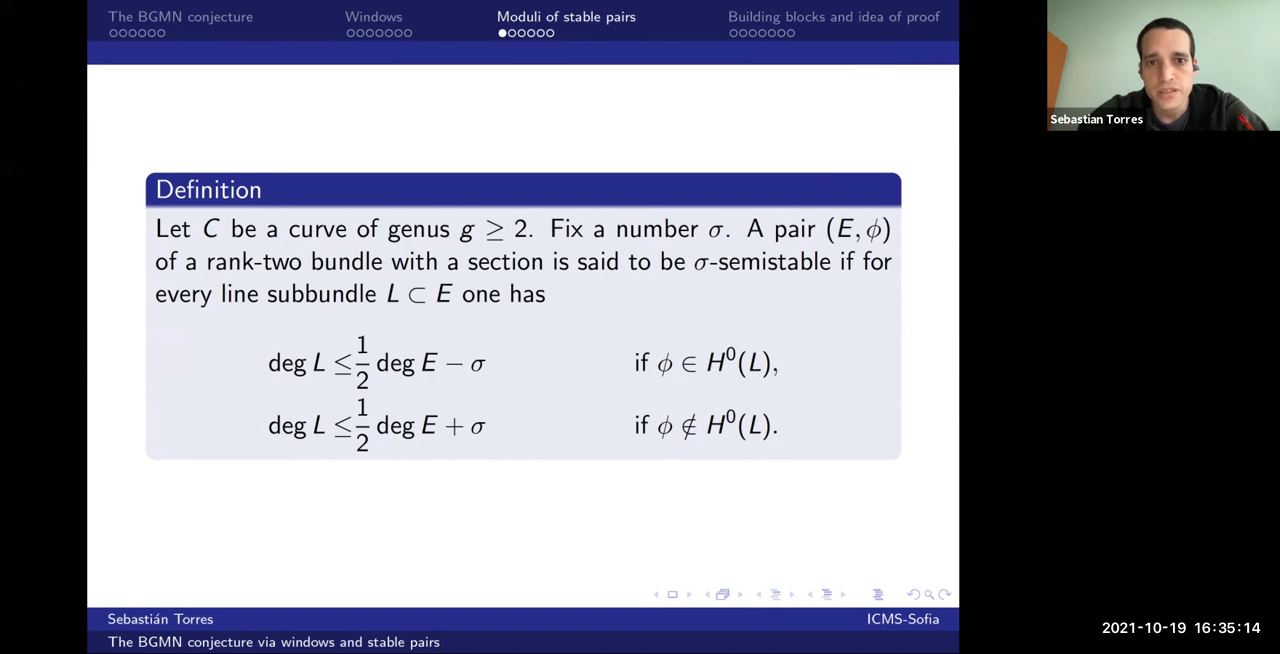 The BGMN conjecture
Windows
Moduli of stable pairs
Building blocks and idea of proof
Sebastian Torres
Definition
Let C be a curve of genus g ≥ 2. Fix a number σ. A pair (E, ϕ)
of a rank-two bundle with a section is said to be σ-semistable if for
every line subbundle L ⊂ E one has
deg L ≤ 1/2 deg E − σ if ϕ ∈ H⁰(L),
deg L ≤ 1/2 deg E + σ if ϕ ∉ H⁰(L).
Sebastián Torres
ICMS-Sofia
The BGMN conjecture via windows and stable pairs
2021-10-19 16:35:14